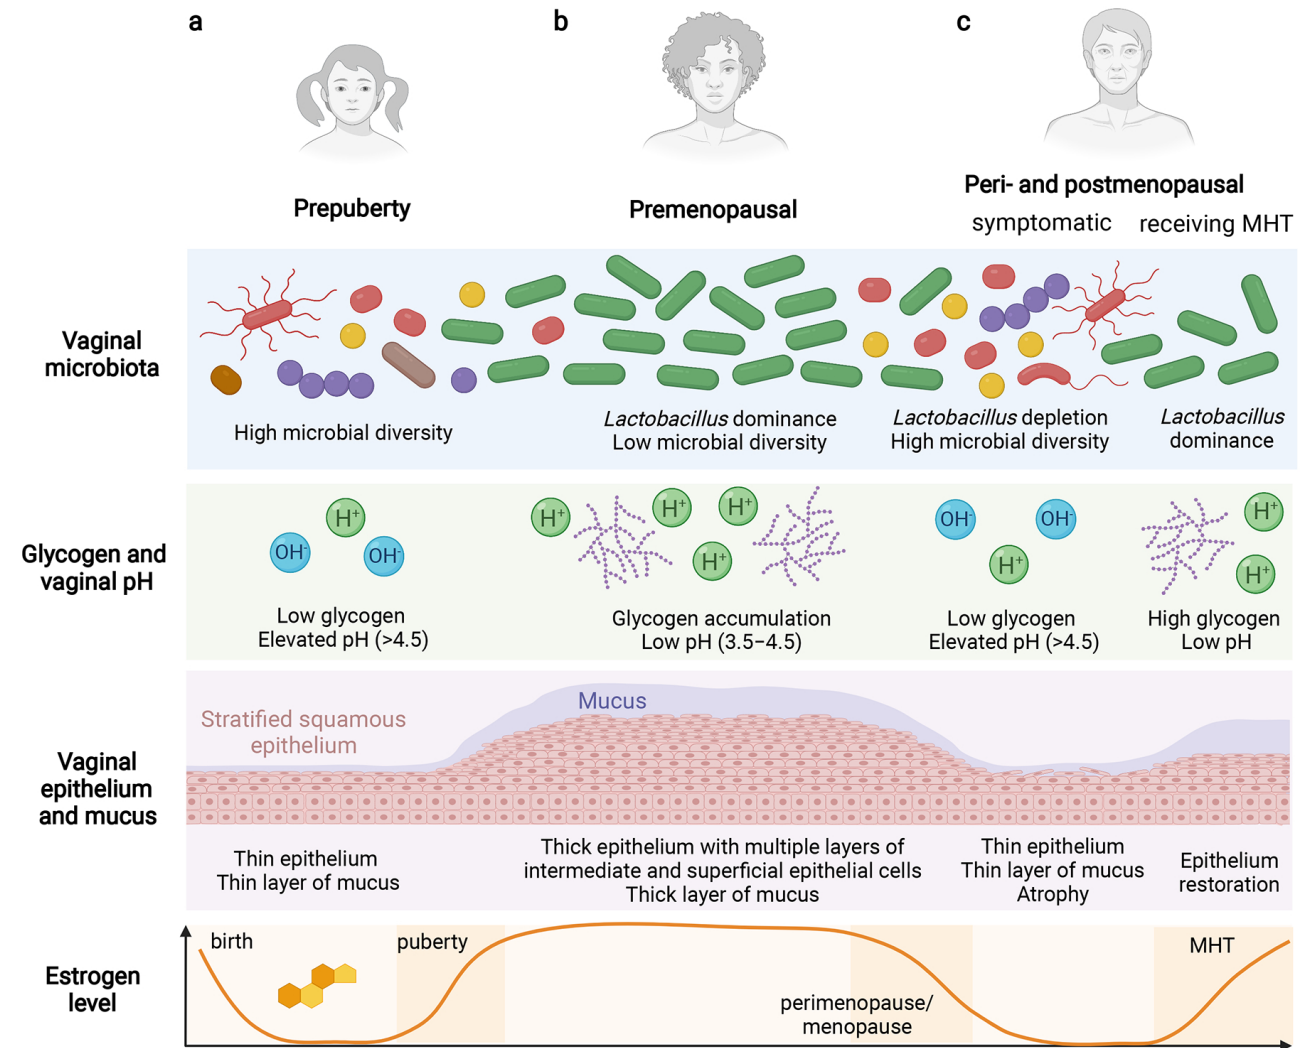 a
b
c
Prepuberty
Premenopausal
Peri- and postmenopausal
symptomatic
receiving MHT
Vaginal
microbiota
High microbial diversity
Lactobacillus dominance
Low microbial diversity
Lactobacillus depletion
High microbial diversity
Lactobacillus
dominance
Glycogen and
vaginal pH
OH-
H+
OH-
H+
H+
H+
H+
OH-
H+
OH-
H+
H+
Low glycogen
Elevated pH (>4.5)
Glycogen accumulation
Low pH (3.5–4.5)
Low glycogen
Elevated pH (>4.5)
High glycogen
Low pH
Vaginal
epithelium
and mucus
Stratified squamous
epithelium
Mucus
Thin epithelium
Thin layer of mucus
Thick epithelium with multiple layers of
intermediate and superficial epithelial cells
Thick layer of mucus
Thin epithelium
Thin layer of mucus
Atrophy
Epithelium
restoration
Estrogen
level
birth
puberty
perimenopause/
menopause
MHT